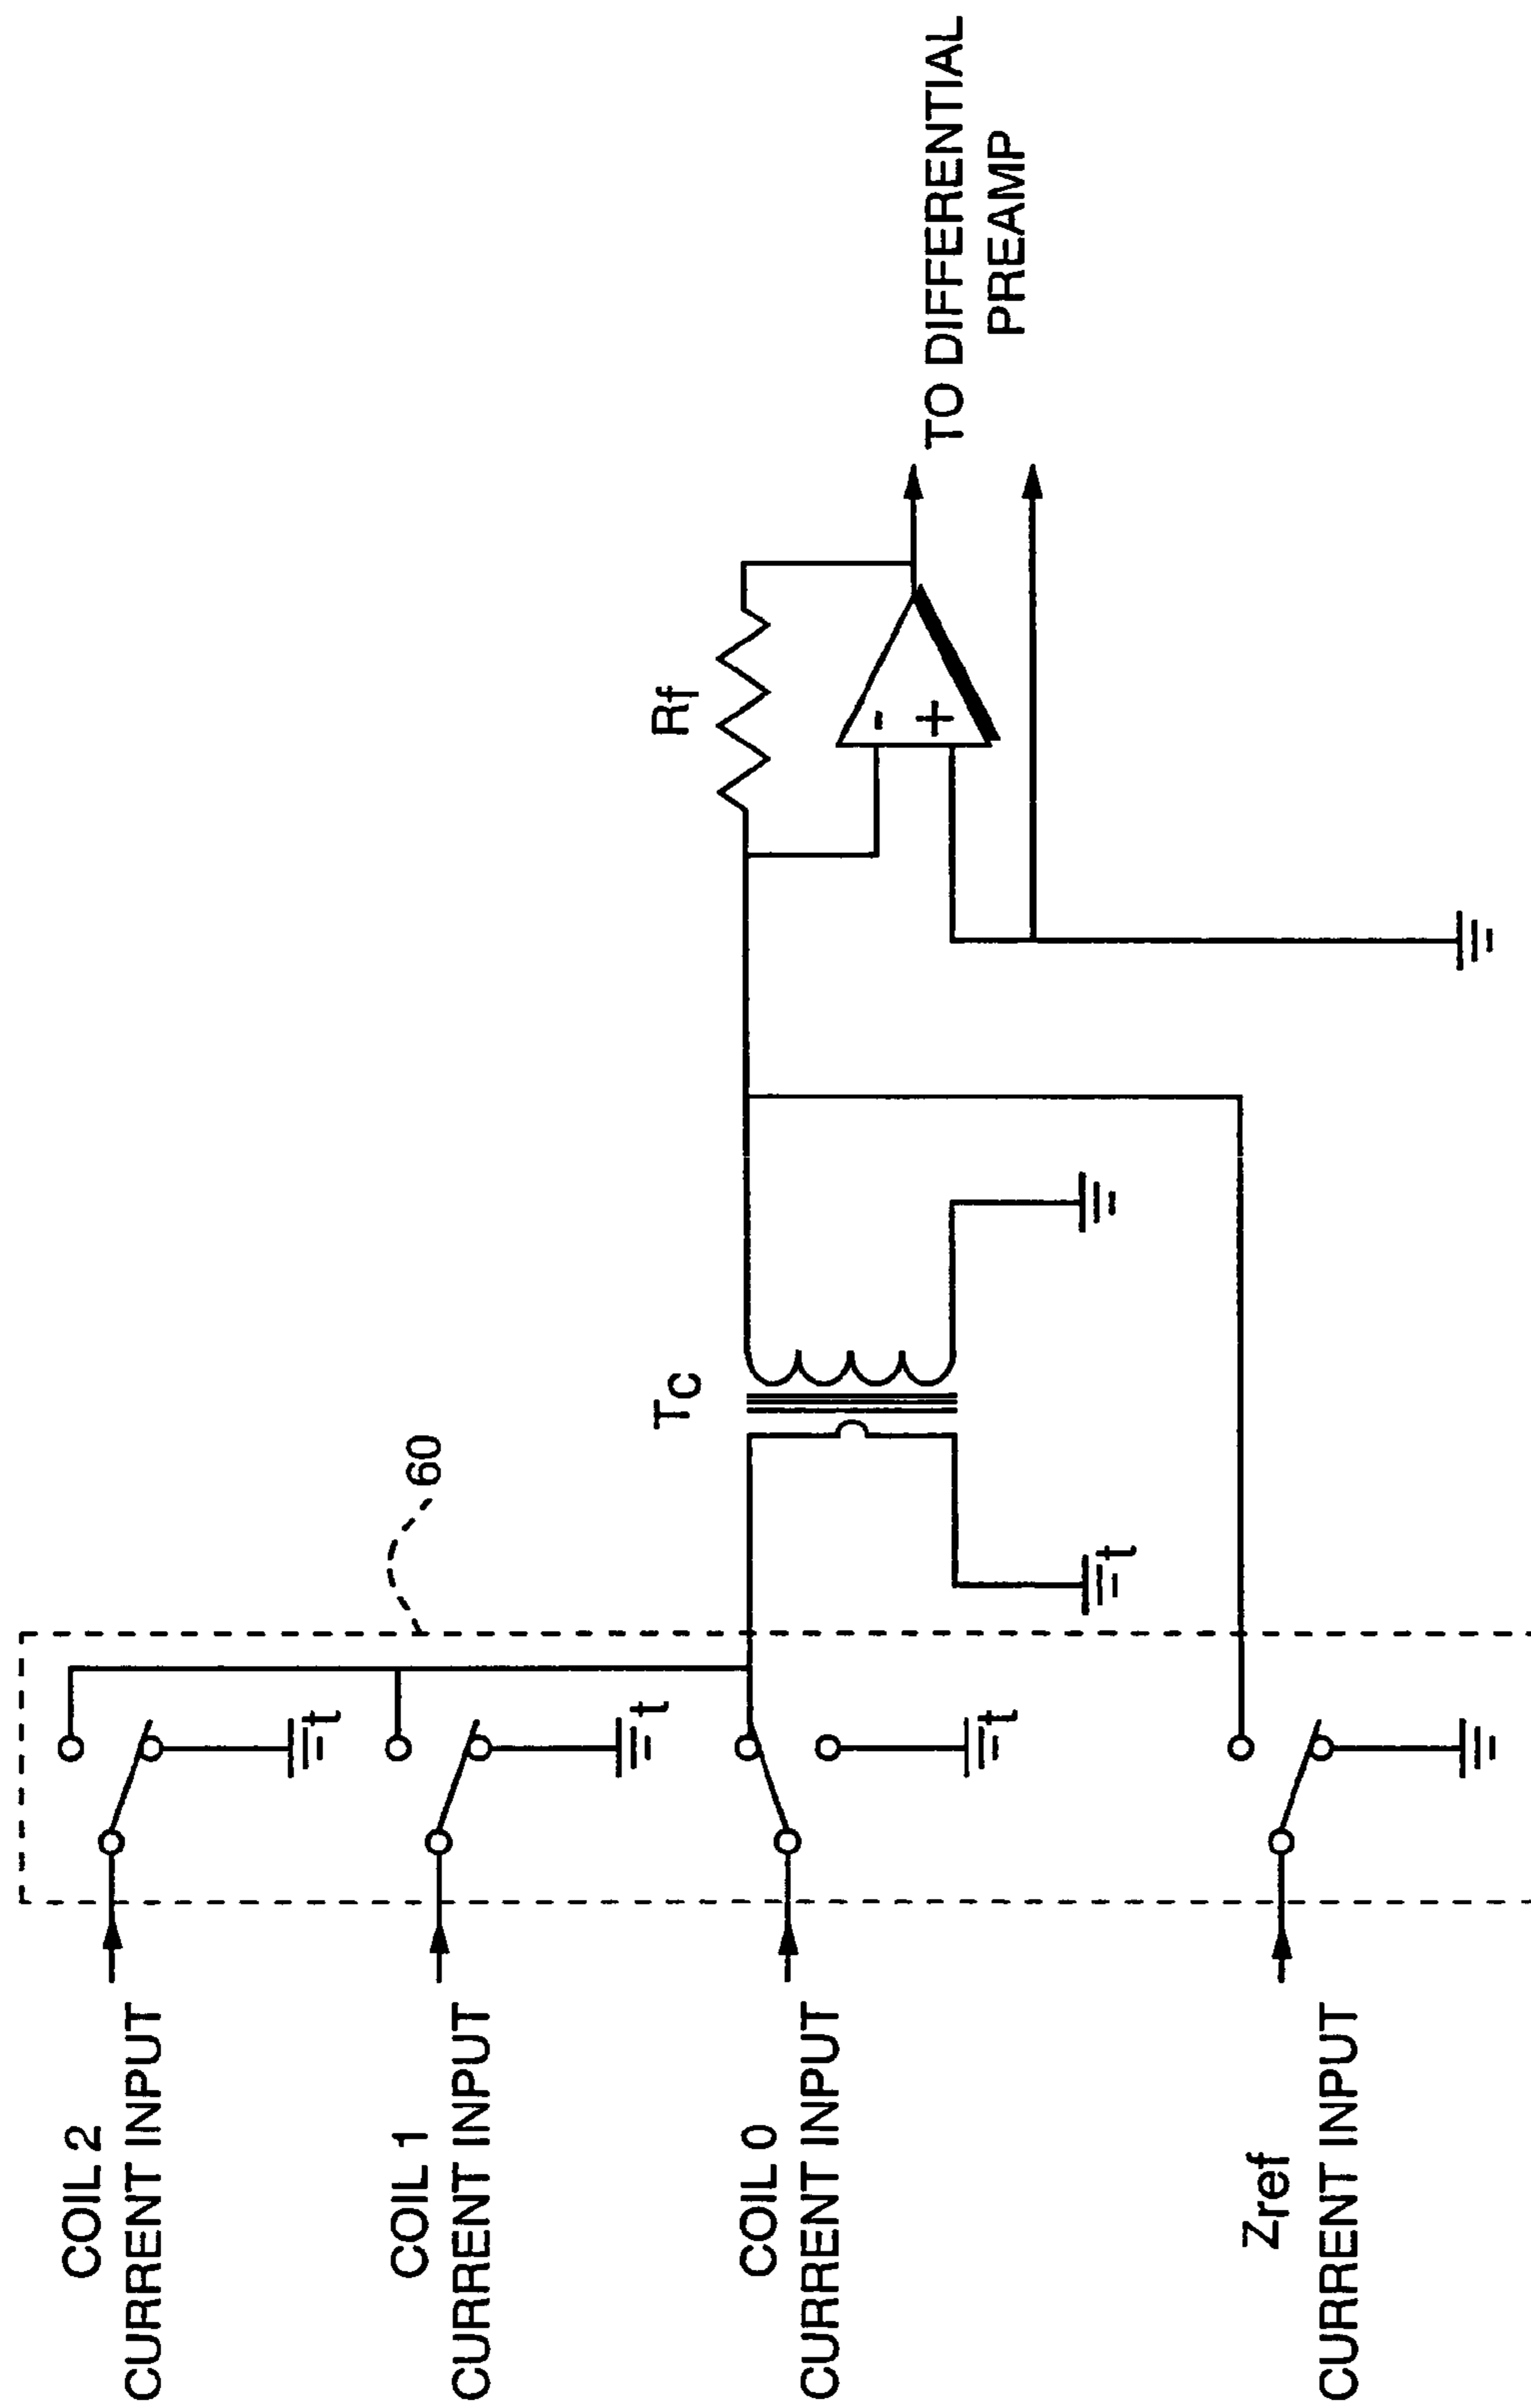 COIL 2
CURRENT INPUT
COIL 1
CURRENT INPUT
COIL 0
CURRENT INPUT
Zref
CURRENT INPUT
60
t
t
t
t
Tc
Rf
-
+
TO DIFFERENTIAL
PREAMP